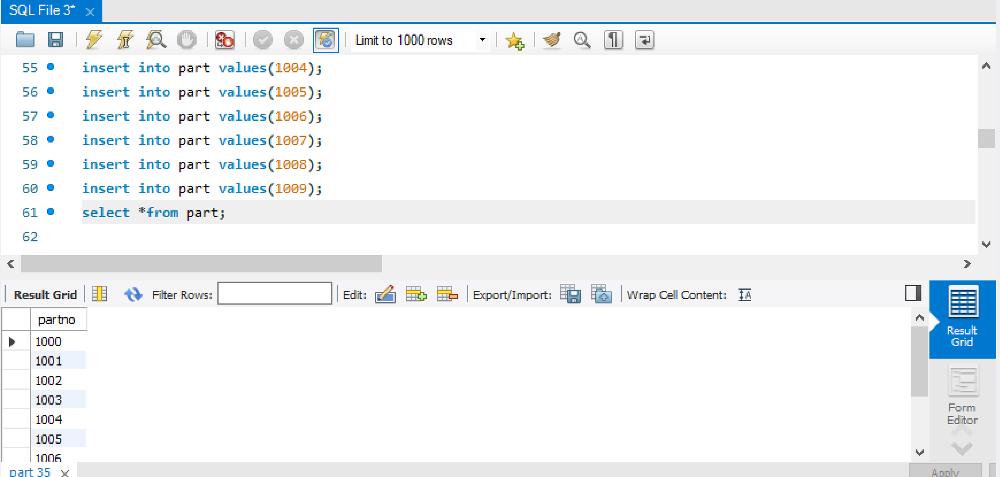 SQL File 3*
Limit to 1000 rows
55 insert into part values(1004);
56 insert into part values(1005);
57 insert into part values(1006);
58 insert into part values(1007);
59 insert into part values(1008);
60 insert into part values(1009);
61 select *from part;
62
Result Grid Filter Rows: Edit: Export/Import: Wrap Cell Content:
partno
1000
1001
1002
1003
1004
1005
1006
Result
Grid
Form
Editor
part 35
Apply